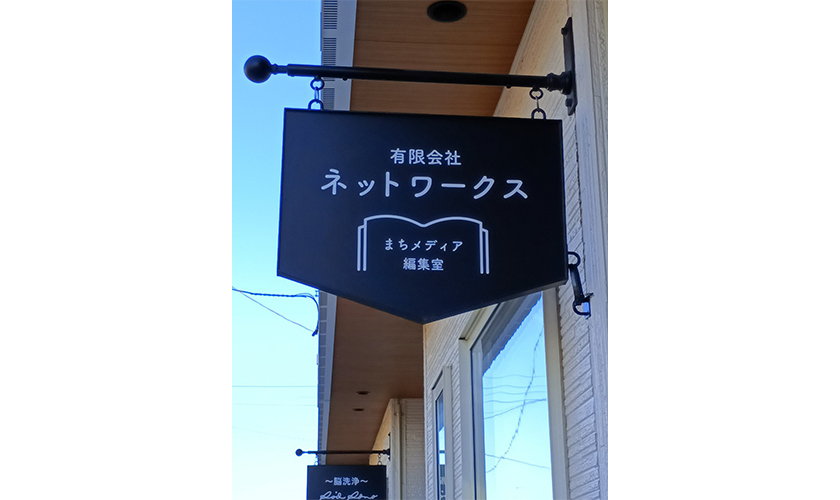 有限会社
ネットワークス
まちメディア
編集室
～脳洗浄～